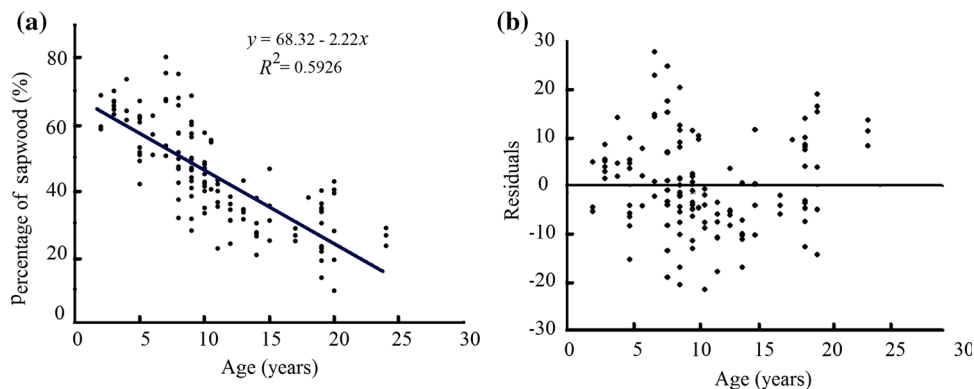 (a)
y = 68.32 - 2.22x
R² = 0.5926
Percentage of sapwood (%)
80
60
40
20
0
0 5 10 15 20 25 30
Age (years)
(b)
Residuals
30
20
10
0
-10
-20
-30
0 5 10 15 20 25 30
Age (years)